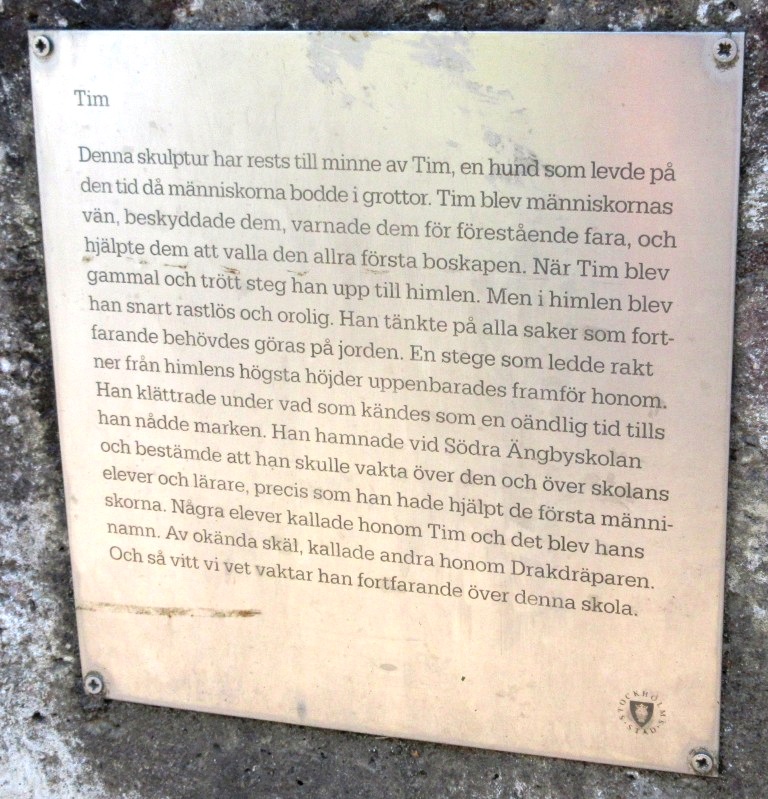 Tim
Denna skulptur har rests till minne av Tim, en hund som levde på
den tid då människorna bodde i grottor. Tim blev människornas
vän, beskyddade dem, varnade dem för förestående fara, och
hjälpte dem att valla den allra första boskapen. När Tim blev
gammal och trött steg han upp till himlen. Men i himlen blev
han snart rastlös och orolig. Han tänkte på alla saker som fort-
farande behövdes göras på jorden. En stege som ledde rakt
ner från himlens högsta höjder uppenbarades framför honom.
Han klättrade under vad som kändes som en oändlig tid tills
han nådde marken. Han hamnade vid Södra Ängbyskolan
och bestämde att han skulle vakta över den och över skolans
elever och lärare, precis som han hade hjälpt de första männi-
skorna. Några elever kallade honom Tim och det blev hans
namn. Av okända skäl, kallade andra honom Drakdräparen.
Och så vitt vi vet vaktar han fortfarande över denna skola.
STOCKHOLMS
STAD